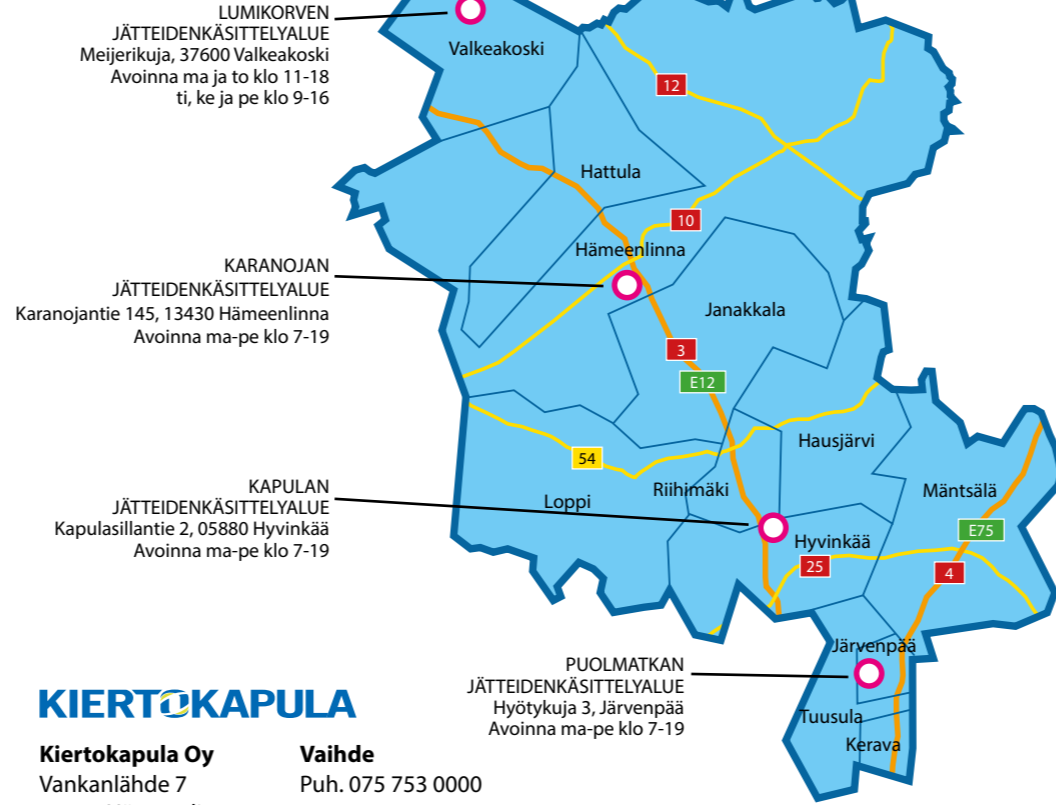 LUMIKORVEN
JÄTTEIDENKÄSITTELYALUE
Meijerikuja, 37600 Valkeakoski
Avoinna ma ja to klo 11-18
ti, ke ja pe klo 9-16
Valkeakoski
12
Hattula
10
Hämeenlinna
KARANOJAN
JÄTTEIDENKÄSITTELYALUE
Karanojantie 145, 13430 Hämeenlinna
Avoinna ma-pe klo 7-19
Janakkala
3
E12
Hausjärvi
54
Riihimäki
Loppi
Mäntsälä
KAPULAN
JÄTTEIDENKÄSITTELYALUE
Kapulasillantie 2, 05880 Hyvinkää
Avoinna ma-pe klo 7-19
E75
Hyvinkää
25
4
Järvenpää
PUOLMATKAN
JÄTTEIDENKÄSITTELYALUE
Hyötykuja 3, Järvenpää
Avoinna ma-pe klo 7-19
Tuusula
Kerava
KIERTOKAPULA
Kiertokapula Oy
Vankanlähde 7
Vaihde
Puh. 075 753 0000